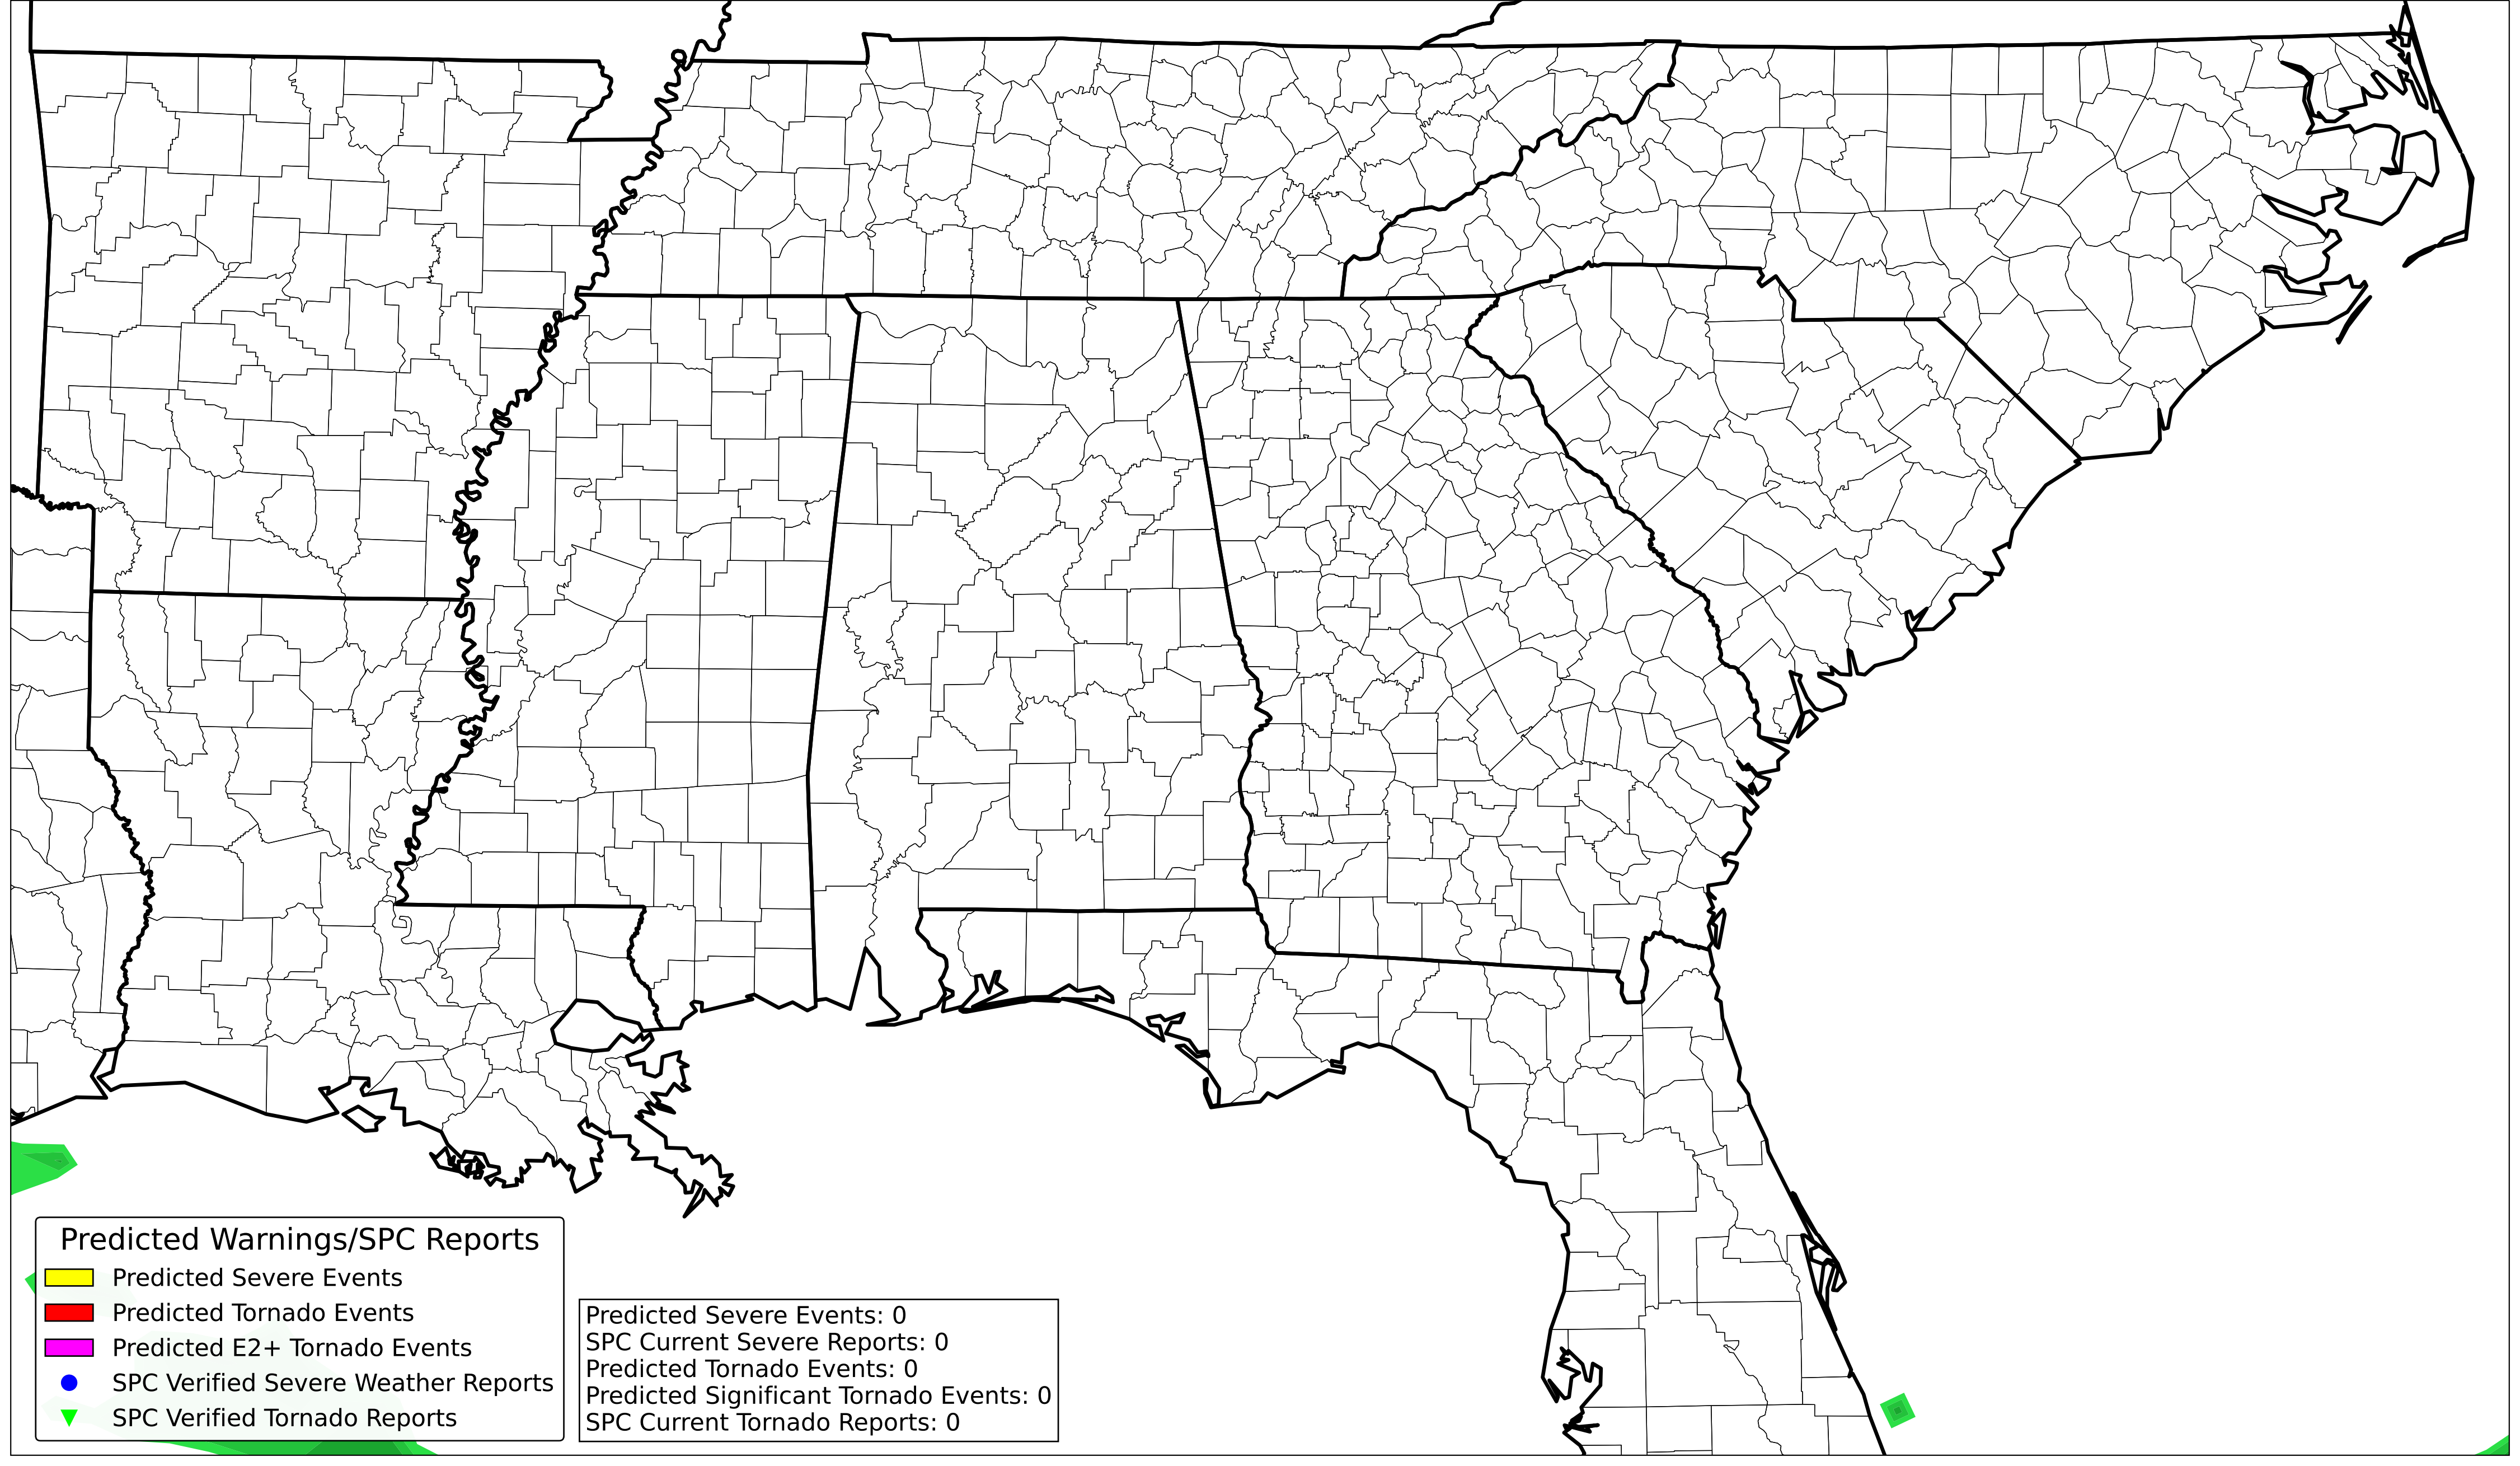 Predicted Warnings/SPC Reports
Predicted Severe Events
Predicted Tornado Events
Predicted E2+ Tornado Events
SPC Verified Severe Weather Reports
SPC Verified Tornado Reports
Predicted Severe Events: 0
SPC Current Severe Reports: 0
Predicted Tornado Events: 0
Predicted Significant Tornado Events: 0
SPC Current Tornado Reports: 0